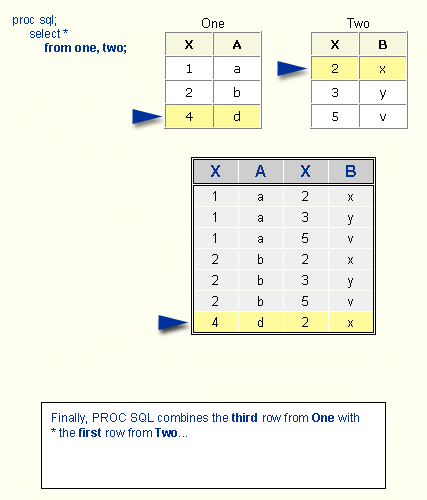 proc sql;
select *
from one, two;
One
X A
1 a
2 b
4 d
Two
X B
2 x
3 y
5 v
X A X B
1 a 2 x
1 a 3 y
1 a 5 v
2 b 2 x
2 b 3 y
2 b 5 v
4 d 2 x
Finally, PROC SQL combines the third row from One with
* the first row from Two...